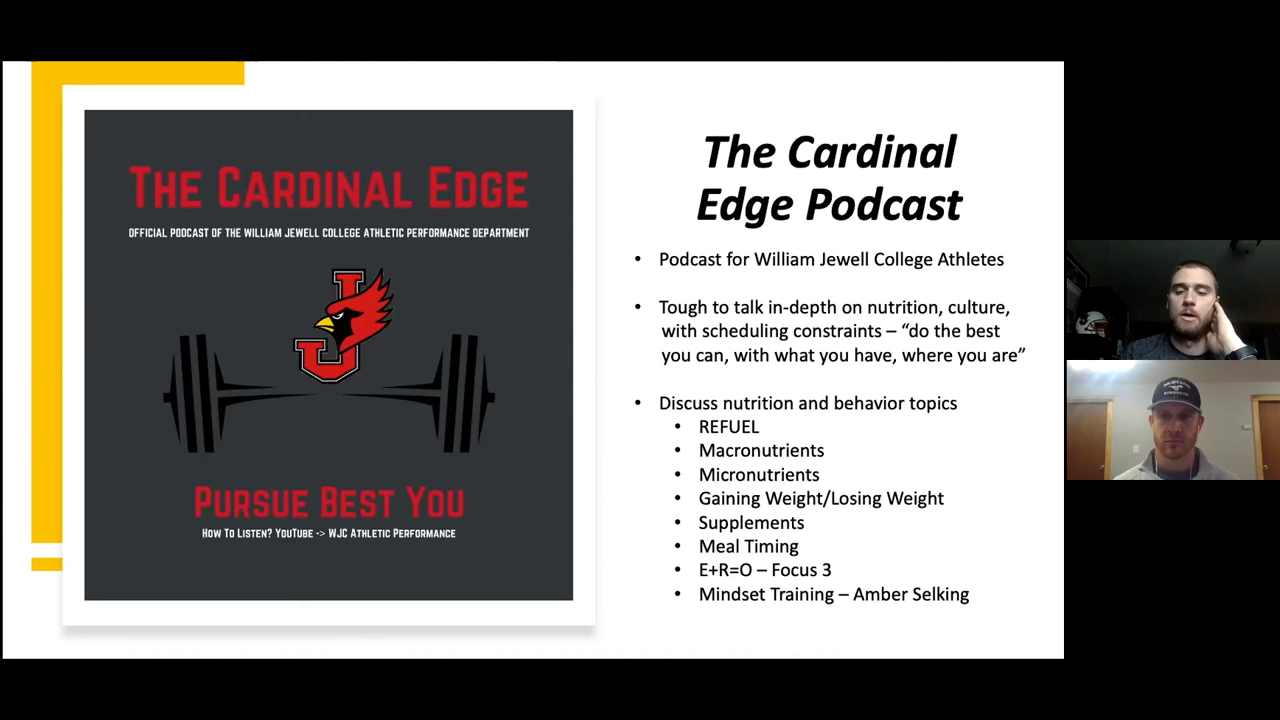 THE CARDINAL EDGE
OFFICIAL PODCAST OF THE WILLIAM JEWELL COLLEGE ATHLETIC PERFORMANCE DEPARTMENT
J
PURSUE BEST YOU
HOW TO LISTEN? YOUTUBE -> WJC ATHLETIC PERFORMANCE
The Cardinal
Edge Podcast
• Podcast for William Jewell College Athletes
• Tough to talk in-depth on nutrition, culture,
with scheduling constraints – “do the best
you can, with what you have, where you are”
• Discuss nutrition and behavior topics
• REFUEL
• Macronutrients
• Micronutrients
• Gaining Weight/Losing Weight
• Supplements
• Meal Timing
• E+R=O – Focus 3
• Mindset Training – Amber Selking